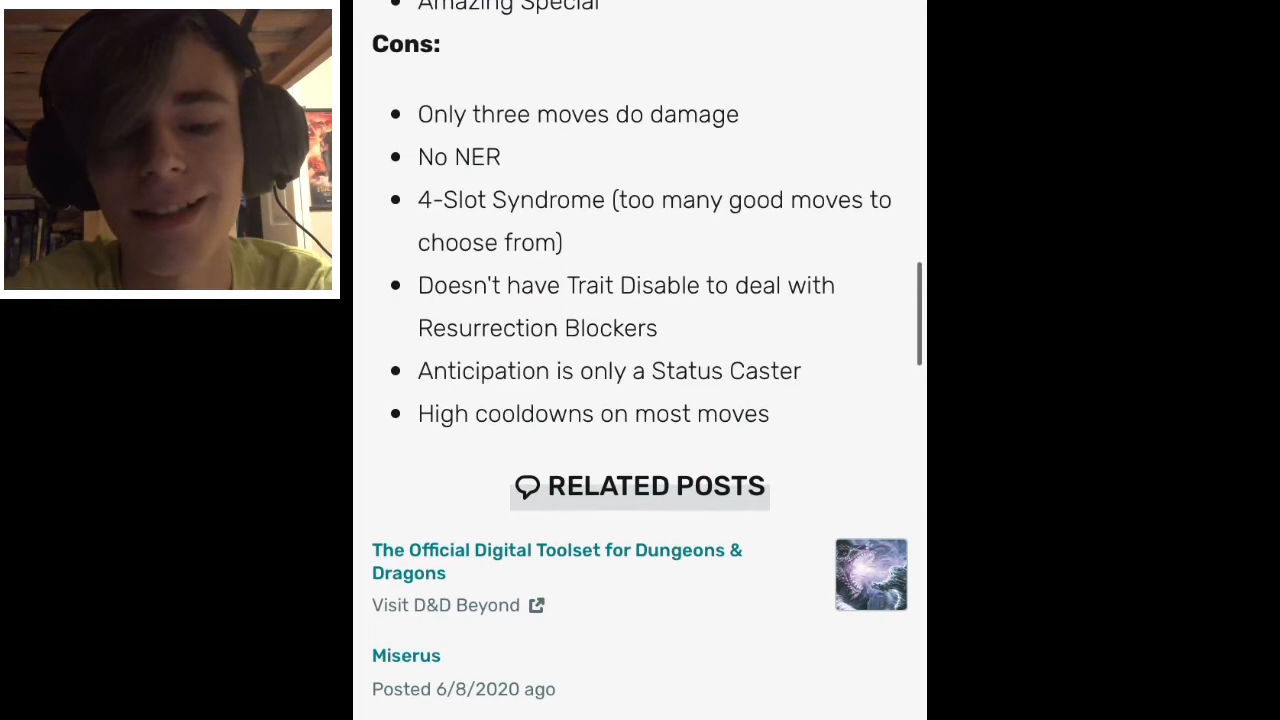 Amazing Special
Cons:
Only three moves do damage
No NER
4-Slot Syndrome (too many good moves to
choose from)
Doesn't have Trait Disable to deal with
Resurrection Blockers
Anticipation is only a Status Caster
High cooldowns on most moves
RELATED POSTS
The Official Digital Toolset for Dungeons &
Dragons
Visit D&D Beyond
Miserus
Posted 6/8/2020 ago